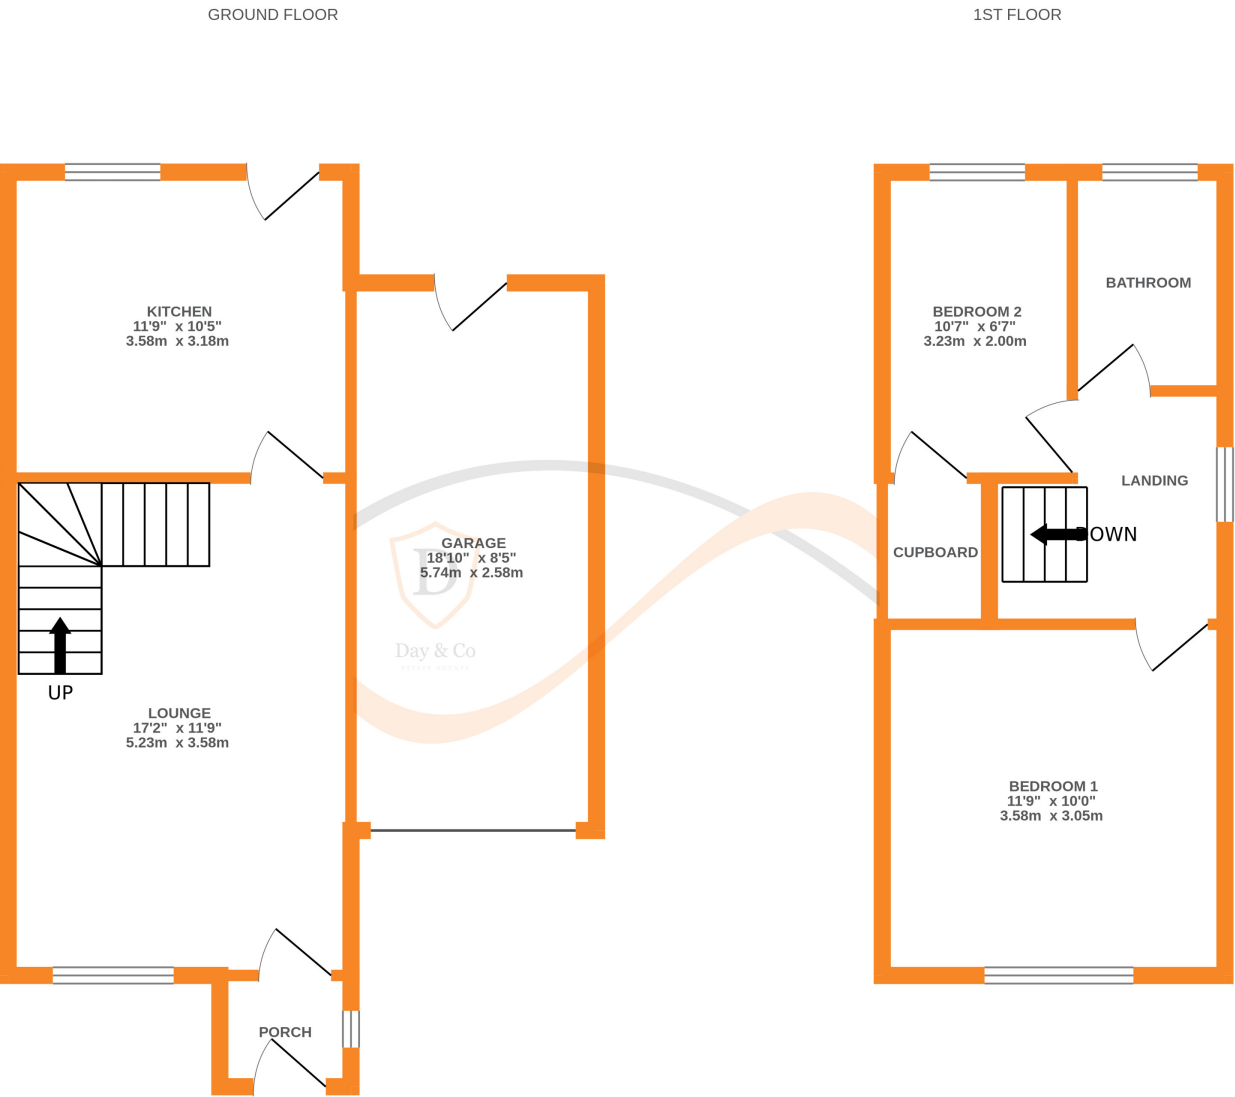 GROUND FLOOR
1ST FLOOR
KITCHEN
11'9" x 10'5"
3.58m x 3.18m
BEDROOM 2
10'7" x 6'7"
3.23m x 2.00m
BATHROOM
LANDING
DOWN
CUPBOARD
GARAGE
18'10" x 8'5"
5.74m x 2.58m
D
Day & Co
UP
LOUNGE
17'2" x 11'9"
5.23m x 3.58m
BEDROOM 1
11'9" x 10'0"
3.58m x 3.05m
PORCH